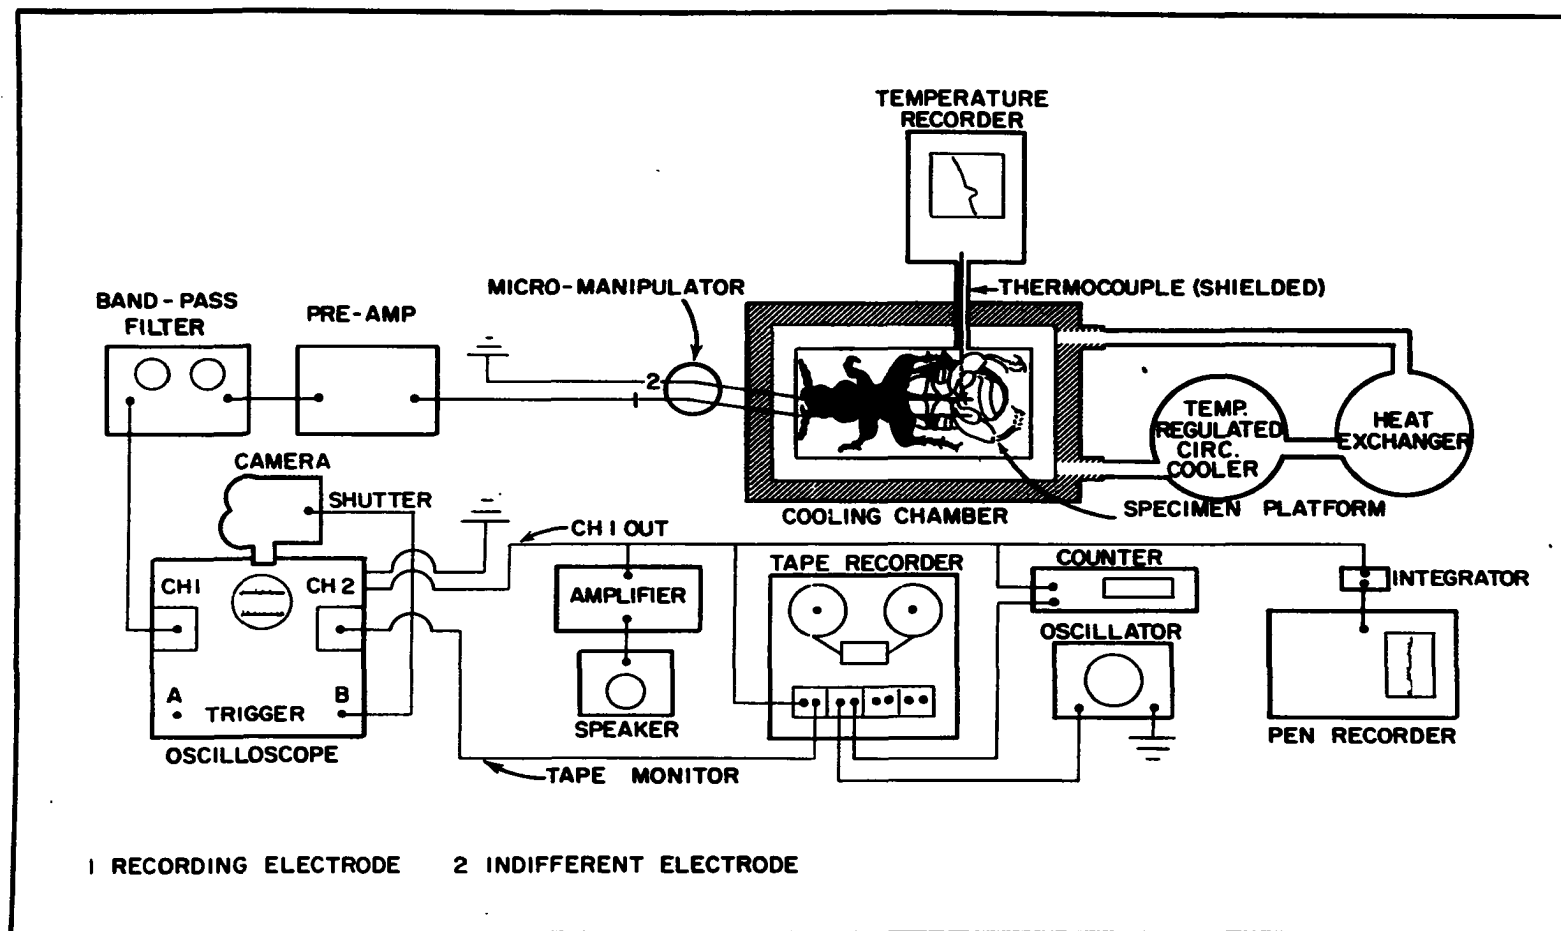 TEMPERATURE
RECORDER
MICRO-MANIPULATOR
THERMOCOUPLE (SHIELDED)
BAND-PASS
FILTER
PRE-AMP
2
1
TEMP.
REGULATED
CIRC.
COOLER
HEAT
EXCHANGER
CAMERA
SHUTTER
COOLING CHAMBER
SPECIMEN PLATFORM
CH 1 OUT
TAPE RECORDER
COUNTER
INTEGRATOR
CH1
CH 2
AMPLIFIER
OSCILLATOR
A
B
TRIGGER
SPEAKER
PEN RECORDER
OSCILLOSCOPE
TAPE MONITOR
1 RECORDING ELECTRODE 2 INDIFFERENT ELECTRODE